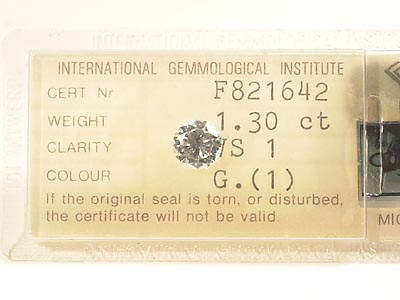 INTERNATIONAL GEMMOLOGICAL INSTITUTE
CERT Nr F821642
WEIGHT 1.30 ct
CLARITY VS 1
COLOUR G.(1)
If the original seal is torn, or disturbed,
the certificate will not be valid.